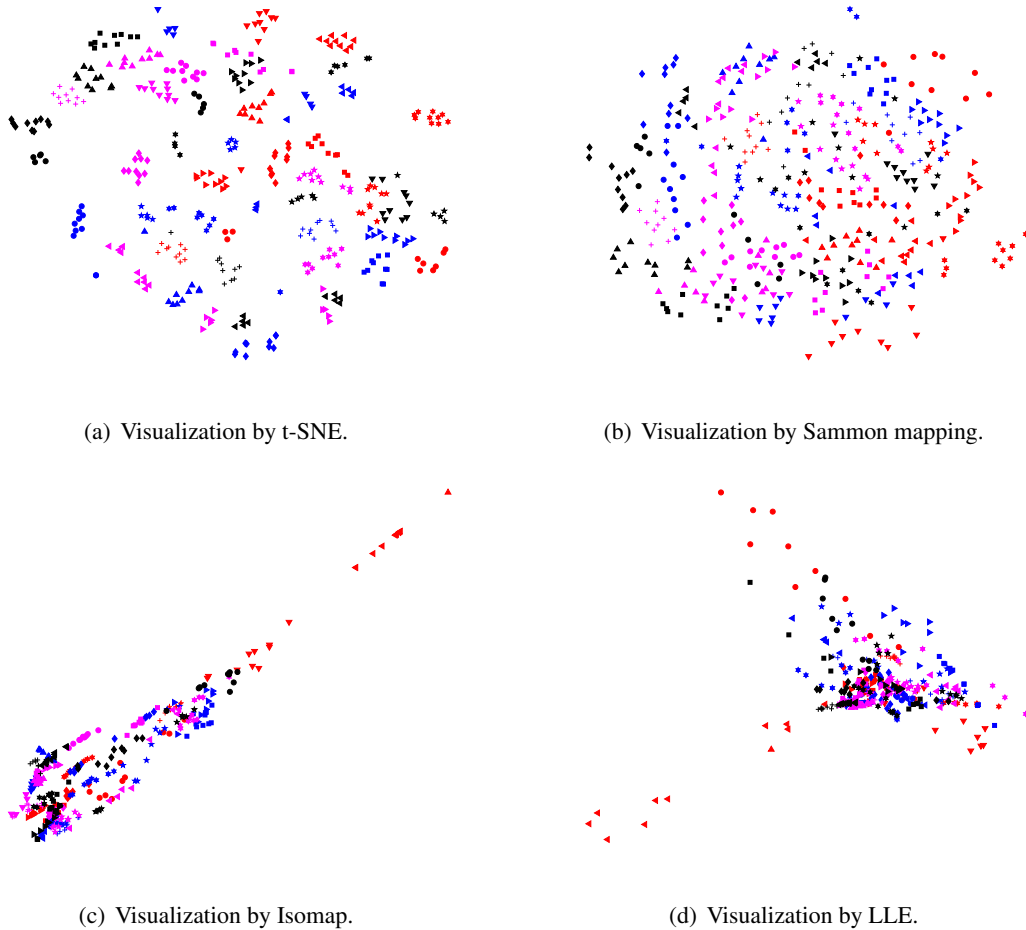 (a) Visualization by t-SNE.
(b) Visualization by Sammon mapping.
(c) Visualization by Isomap.
(d) Visualization by LLE.